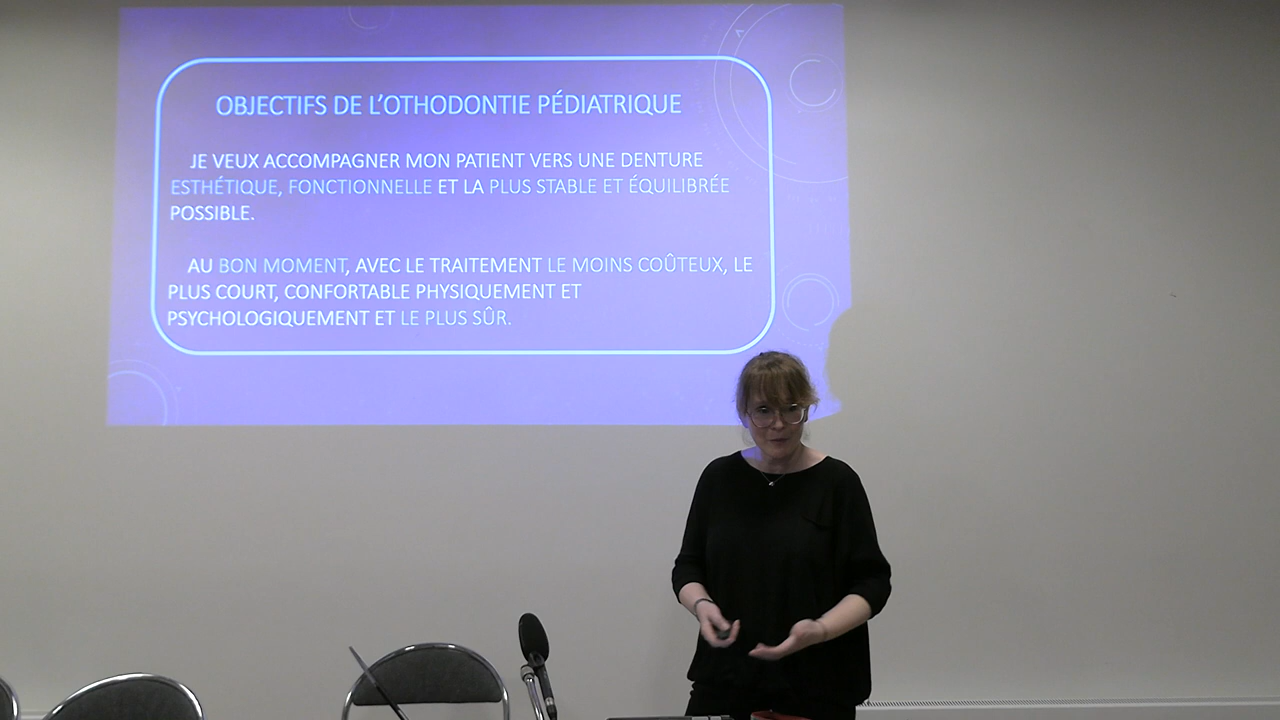 OBJECTIFS DE L'OTHODONTIE PÉDIATRIQUE
JE VEUX ACCOMPAGNER MON PATIENT VERS UNE DENTURE
ESTHÉTIQUE, FONCTIONNELLE ET LA PLUS STABLE ET ÉQUILIBRÉE
POSSIBLE.
AU BON MOMENT, AVEC LE TRAITEMENT LE MOINS COÛTEUX, LE
PLUS COURT, CONFORTABLE PHYSIQUEMENT ET
PSYCHOLOGIQUEMENT ET LE PLUS SÛR.